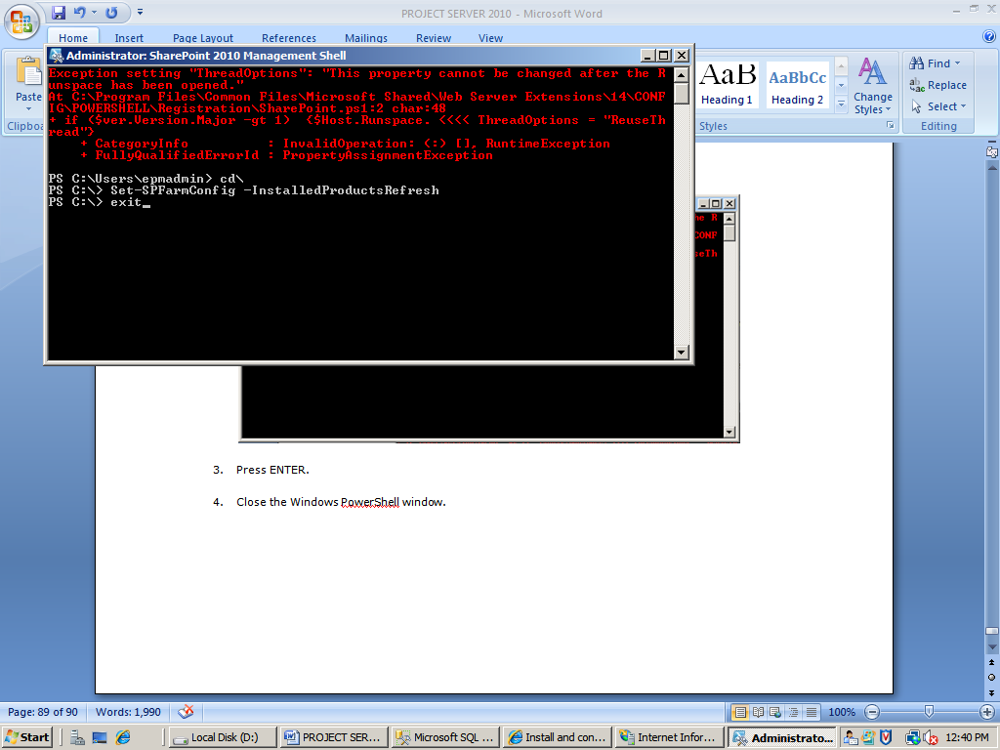 PROJECT SERVER 2010 - Microsoft Word
Home Insert Page Layout References Mailings Review View
Administrator: SharePoint 2010 Management Shell
Exception setting "ThreadOptions": "This property cannot be changed after the R
unspace has been opened."
At C:\Program Files\Common Files\Microsoft Shared\Web Server Extensions\14\CONF
IG\POWERSHELL\Registration\SharePoint.ps1:2 char:48
+ if ($ver.Version.Major -gt 1)  {$Host.Runspace. <<<< ThreadOptions = "ReuseTh
read"}
    + CategoryInfo          : InvalidOperation: (:) [], RuntimeException
    + FullyQualifiedErrorId : PropertyAssignmentException
PS C:\Users\epmadmin> cd\
PS C:\> Set-SPFarmConfig -InstalledProductsRefresh
PS C:\> exit_
Paste
Clipboa
AaB AaBbCc
Heading 1 Heading 2
Change
Styles
Styles
Find
Replace
Select
Editing
he R
CONF
seTh
3. Press ENTER.
4. Close the Windows PowerShell window.
Page: 89 of 90 Words: 1,990 100%
Start Local Disk (D:) PROJECT SER... Microsoft SQL ... Install and con... Internet Infor... Administrato... 12:40 PM